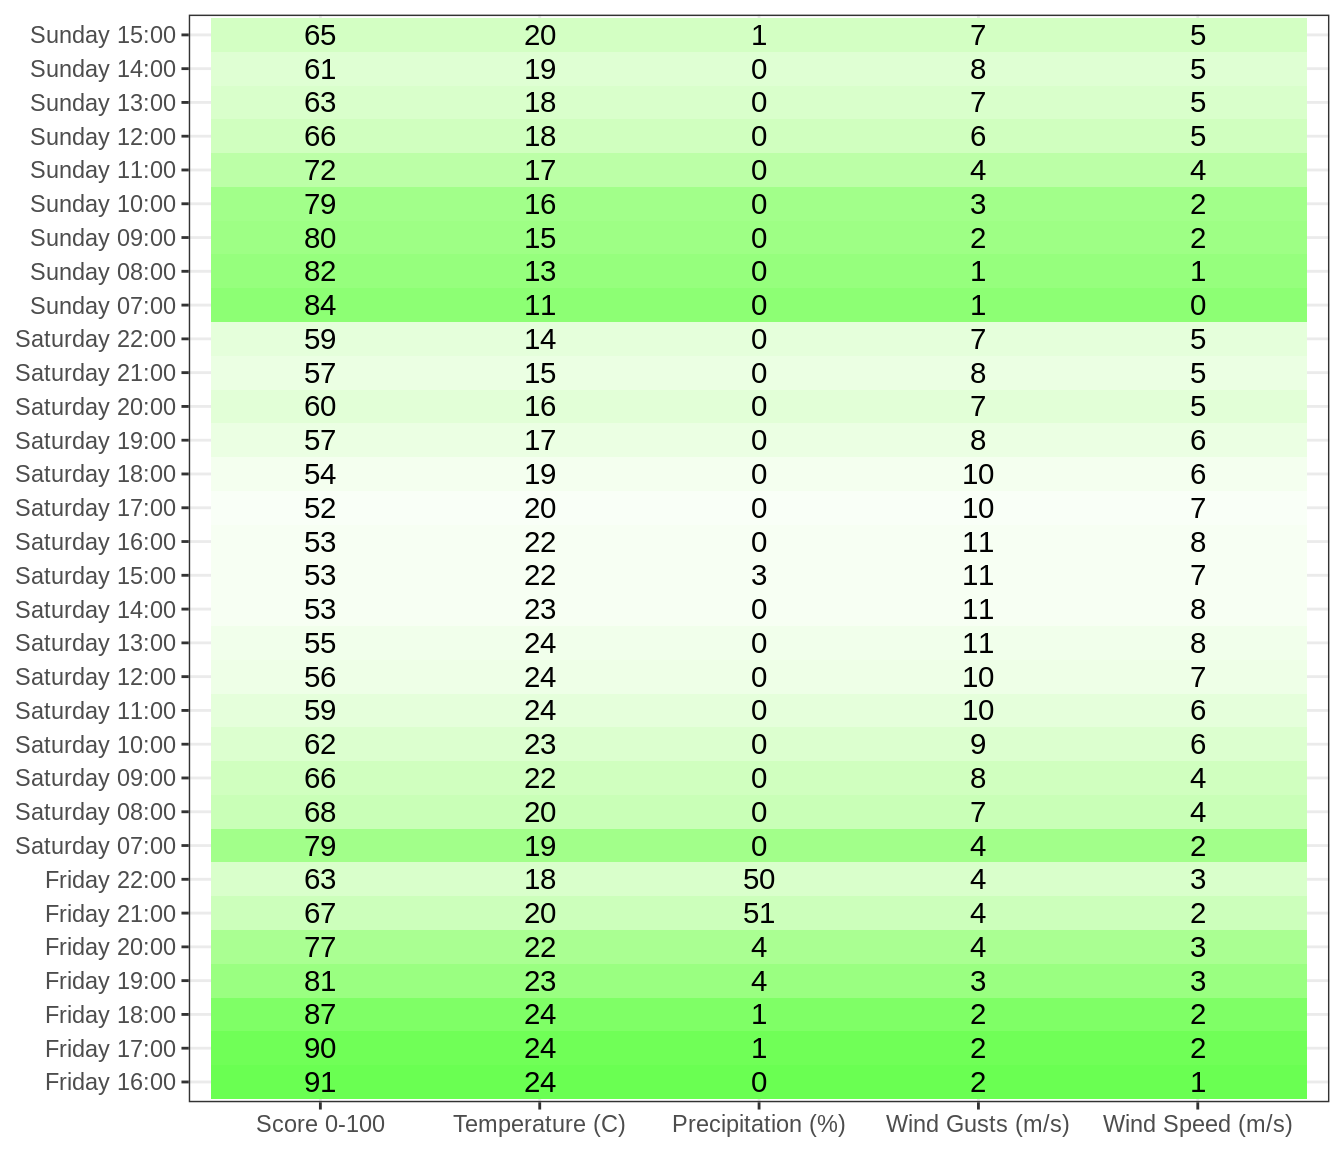 Sunday 15:00 65 20 1 7 5
Sunday 14:00 61 19 0 8 5
Sunday 13:00 63 18 0 7 5
Sunday 12:00 66 18 0 6 5
Sunday 11:00 72 17 0 4 4
Sunday 10:00 79 16 0 3 2
Sunday 09:00 80 15 0 2 2
Sunday 08:00 82 13 0 1 1
Sunday 07:00 84 11 0 1 0
Saturday 22:00 59 14 0 7 5
Saturday 21:00 57 15 0 8 5
Saturday 20:00 60 16 0 7 5
Saturday 19:00 57 17 0 8 6
Saturday 18:00 54 19 0 10 6
Saturday 17:00 52 20 0 10 7
Saturday 16:00 53 22 0 11 8
Saturday 15:00 53 22 3 11 7
Saturday 14:00 53 23 0 11 8
Saturday 13:00 55 24 0 11 8
Saturday 12:00 56 24 0 10 7
Saturday 11:00 59 24 0 10 6
Saturday 10:00 62 23 0 9 6
Saturday 09:00 66 22 0 8 4
Saturday 08:00 68 20 0 7 4
Saturday 07:00 79 19 0 4 2
Friday 22:00 63 18 50 4 3
Friday 21:00 67 20 51 4 2
Friday 20:00 77 22 4 4 3
Friday 19:00 81 23 4 3 3
Friday 18:00 87 24 1 2 2
Friday 17:00 90 24 1 2 2
Friday 16:00 91 24 0 2 1
Score 0-100 Temperature (C) Precipitation (%) Wind Gusts (m/s) Wind Speed (m/s)